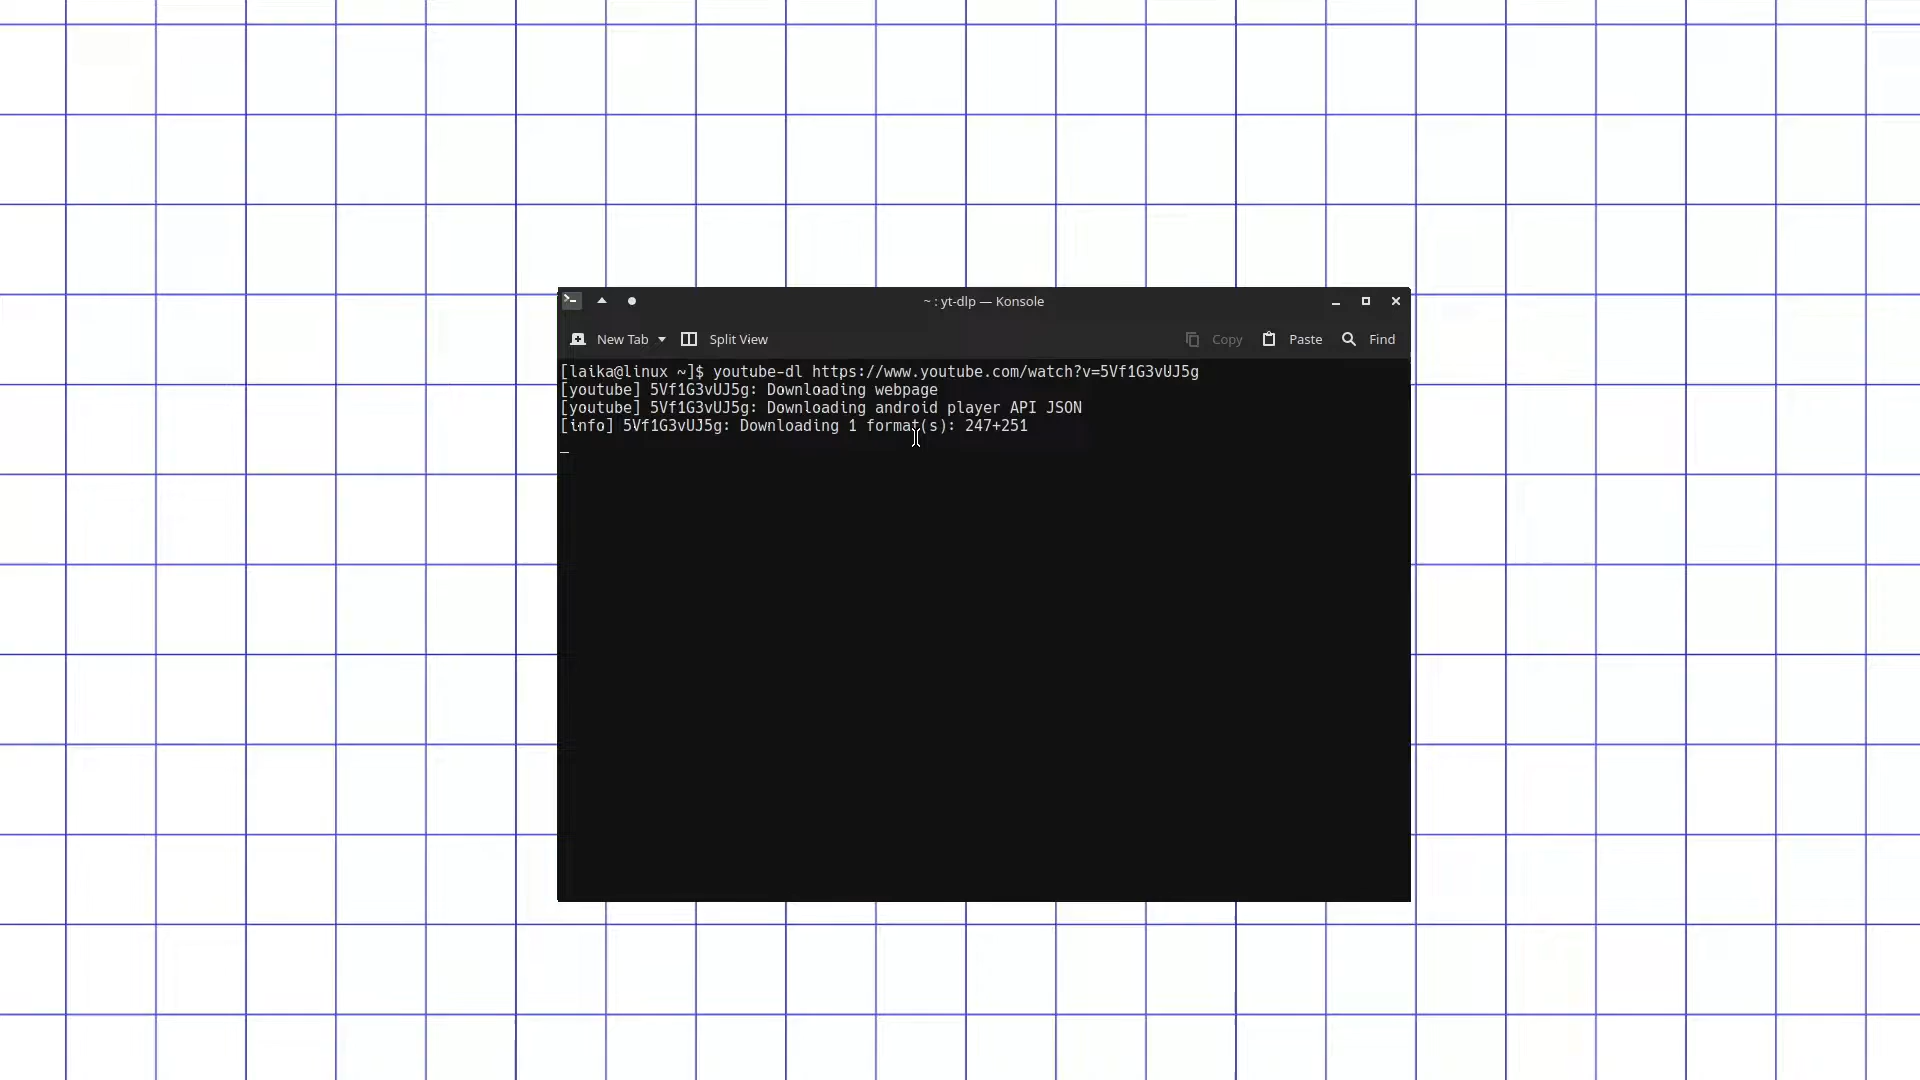 ~ : yt-dlp — Konsole
New Tab Split View Copy Paste Find
[laika@linux ~]$ youtube-dl https://www.youtube.com/watch?v=5Vf1G3vUJ5g
[youtube] 5Vf1G3vUJ5g: Downloading webpage
[youtube] 5Vf1G3vUJ5g: Downloading android player API JSON
[info] 5Vf1G3vUJ5g: Downloading 1 format(s): 247+251